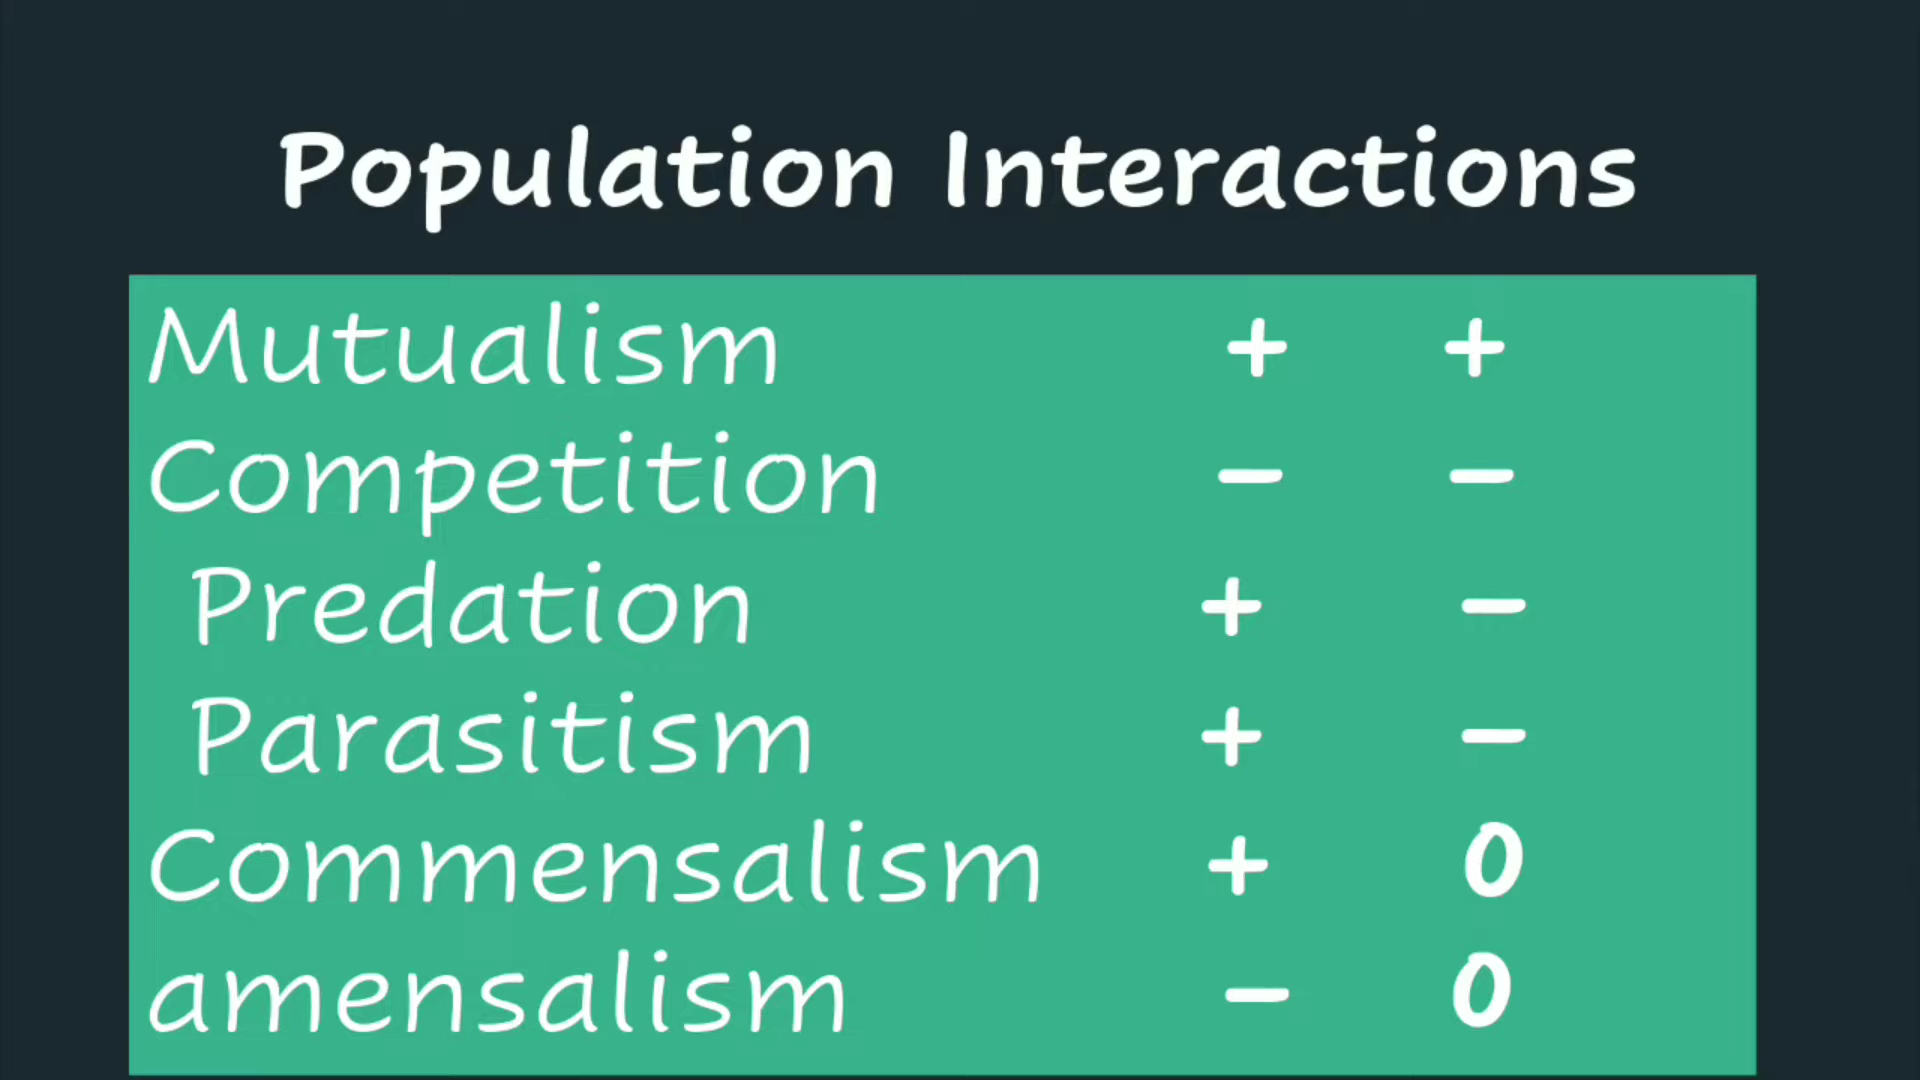 Population Interactions
Mutualism + +
Competition – –
Predation + –
Parasitism + –
Commensalism + 0
amensalism – 0